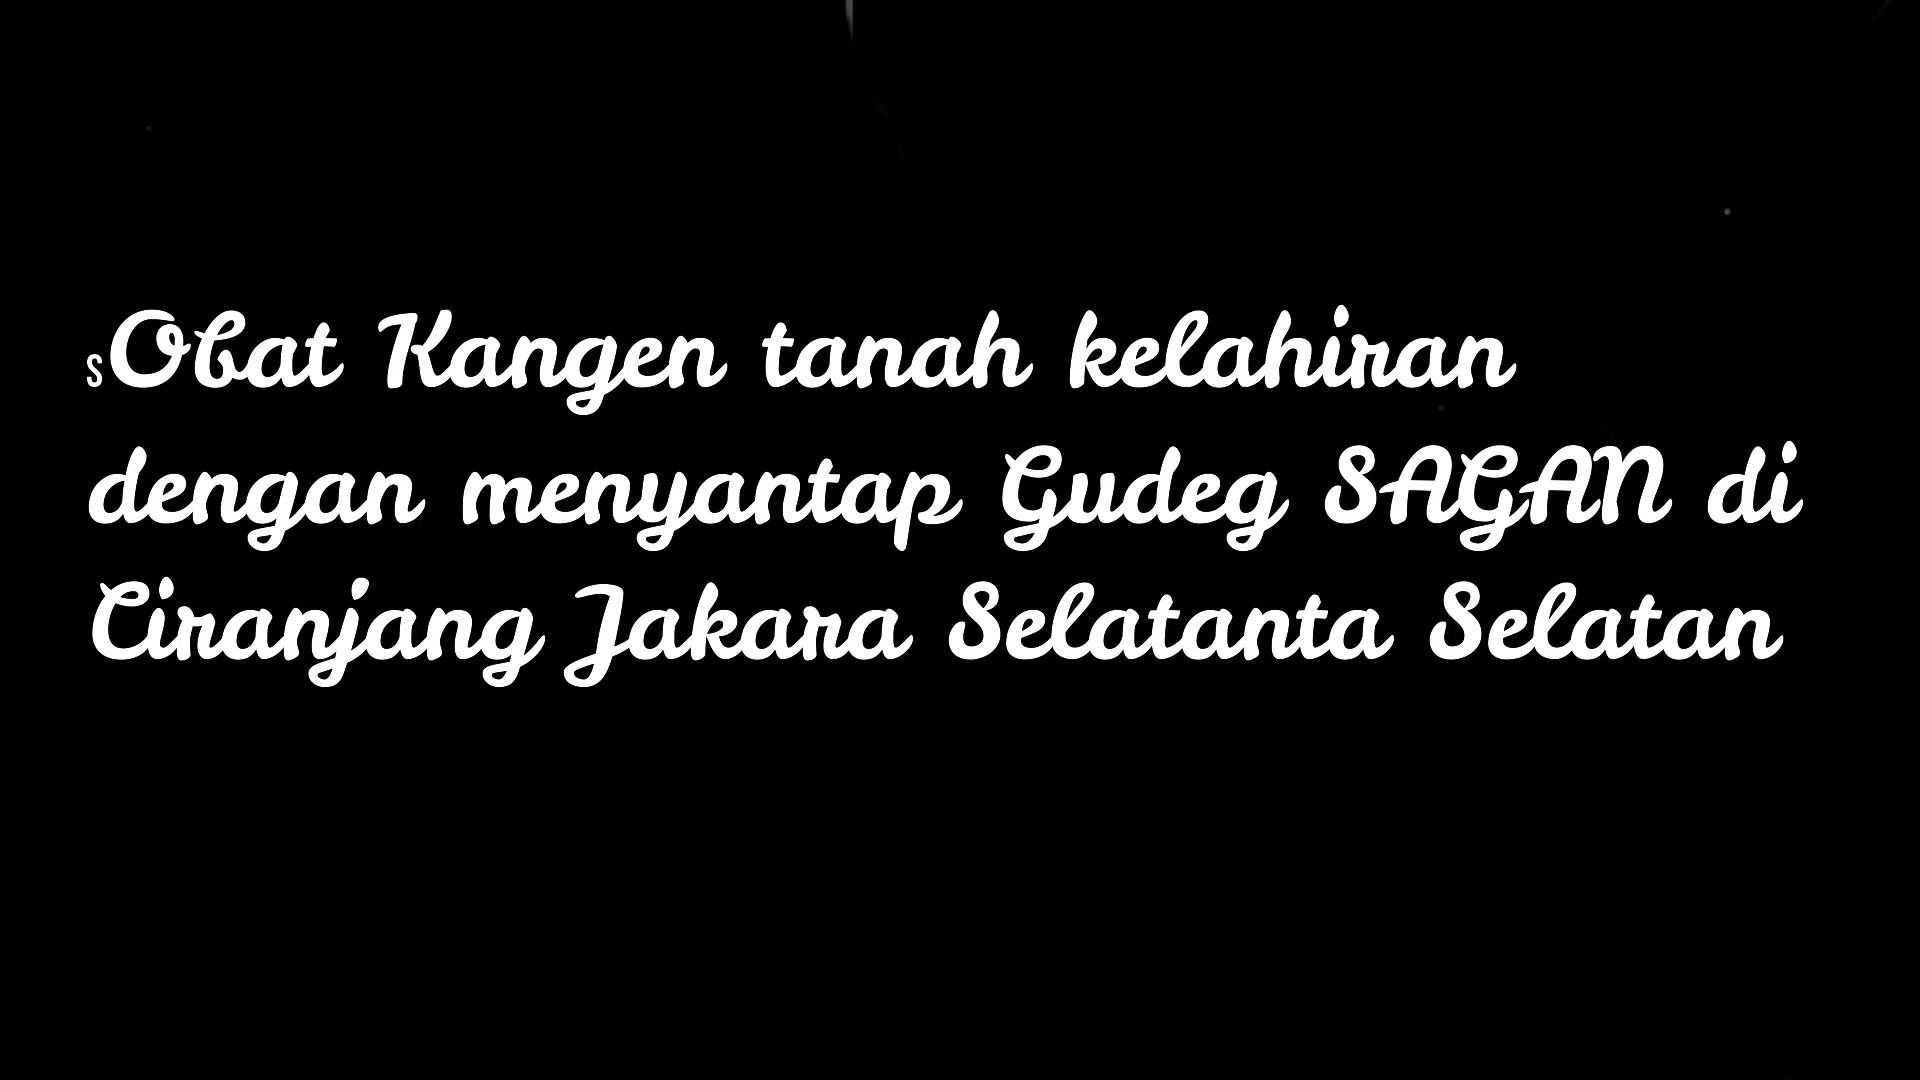 sObat Kangen tanah kelahiran
dengan menyantap Gudeg SAGAN di
Ciranjang Jakara Selatanta Selatan